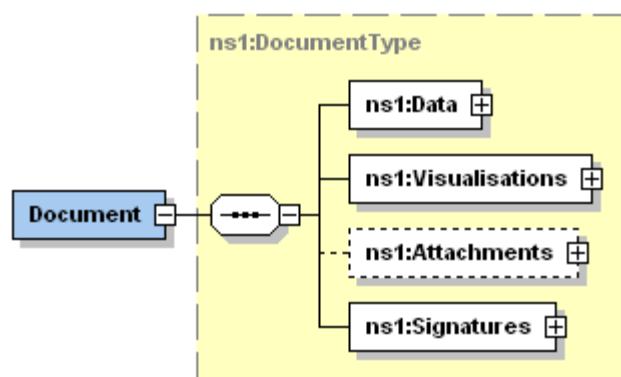 ns1:DocumentType
ns1:Data
ns1:Visualisations
Document
ns1:Attachments
ns1:Signatures